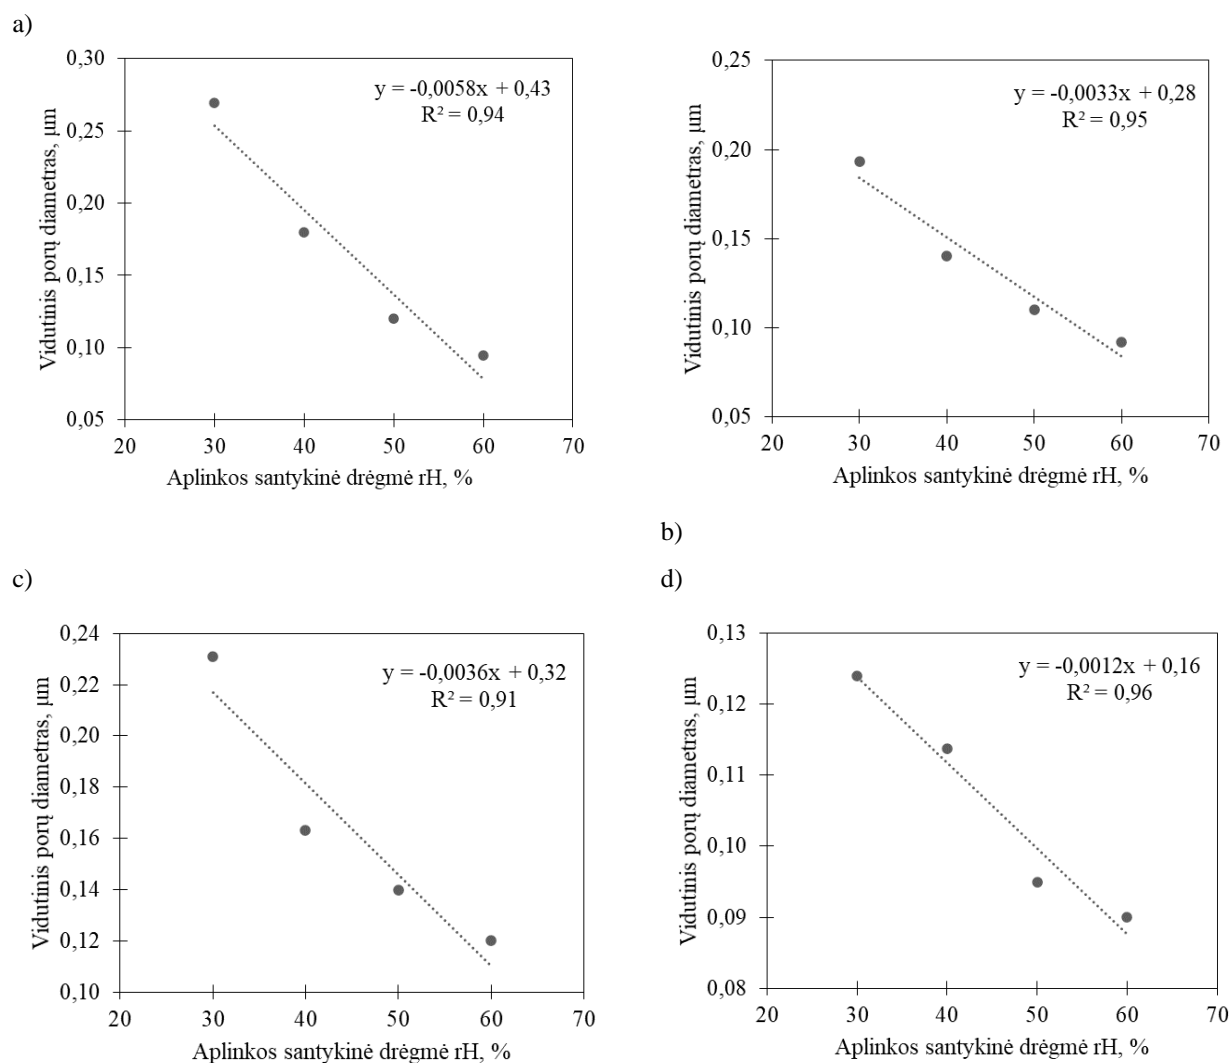 a)
0,30
0,25
0,20
0,15
0,10
0,05
20 30 40 50 60 70
Vidutinis porų diametras, µm
Aplinkos santykinė drėgmė rH, %
y = -0,0058x + 0,43
R² = 0,94
0,25
0,20
0,15
0,10
0,05
20 30 40 50 60 70
Vidutinis porų diametras, µm
Aplinkos santykinė drėgmė rH, %
y = -0,0033x + 0,28
R² = 0,95
b)
c)
0,24
0,22
0,20
0,18
0,16
0,14
0,12
0,10
20 30 40 50 60 70
Vidutinis porų diametras, µm
Aplinkos santykinė drėgmė rH, %
y = -0,0036x + 0,32
R² = 0,91
d)
0,13
0,12
0,11
0,10
0,09
0,08
20 30 40 50 60 70
Vidutinis porų diametras, µm
Aplinkos santykinė drėgmė rH, %
y = -0,0012x + 0,16
R² = 0,96